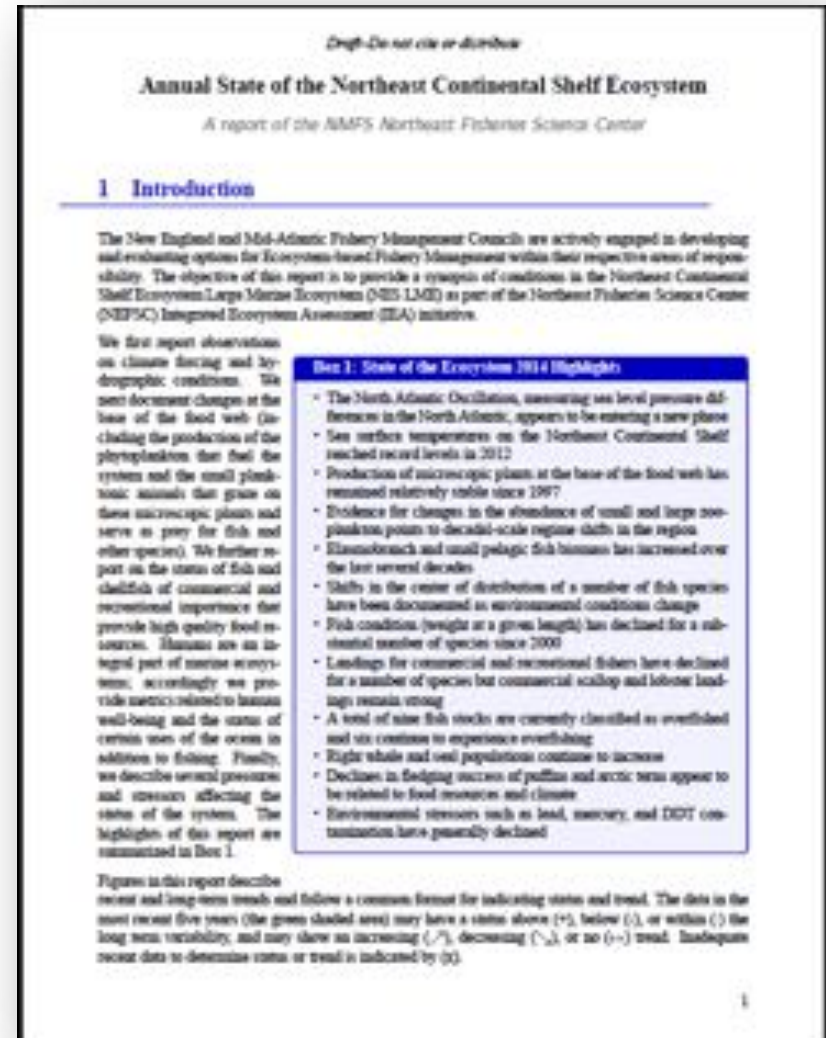 Draft-Do not cite or distribute
Annual State of the Northeast Continental Shelf Ecosystem
A report of the NMFS Northeast Fisheries Science Center
1 Introduction
The New England and Mid-Atlantic Fishery Management Councils are actively engaged in developing
and evaluating options for Ecosystem-based Fishery Management within their respective areas of respon-
sibility. The objective of this report is to provide a synopsis of conditions in the Northeast Continental
Shelf Ecosystem Large Marine Ecosystem (NES LME) as part of the Northeast Fisheries Science Center
(NEFSC) Integrated Ecosystem Assessment (IEA) initiative.
We first report observations
on climate forcing and hy-
drographic conditions. We
next document changes at the
base of the food web (in-
cluding the production of the
phytoplankton that fuel the
system and the small plank-
tonic animals that graze on
these microscopic plants and
serve as prey for fish and
other species). We further re-
port on the status of fish and
shellfish of commercial and
recreational importance that
provide high quality food re-
sources. Humans are an in-
tegral part of marine ecosys-
tems; accordingly we pro-
vide metrics related to human
well-being and the status of
certain uses of the ocean in
addition to fishing. Finally,
we describe several pressures
and stressors affecting the
status of the system. The
highlights of this report are
summarized in Box 1.
Box 1: State of the Ecosystem 2014 Highlights
• The North Atlantic Oscillation, measuring sea level pressure dif-
ferences in the North Atlantic, appears to be entering a new phase
• Sea surface temperatures on the Northeast Continental Shelf
reached record levels in 2012
• Production of microscopic plants at the base of the food web has
remained relatively stable since 1997
• Evidence for changes in the abundance of small and large zoo-
plankton points to decadal-scale regime shifts in the region
• Elasmobranch and small pelagic fish biomass has increased over
the last several decades
• Shifts in the center of distribution of a number of fish species
have been documented as environmental conditions change
• Fish condition (weight at a given length) has declined for a sub-
stantial number of species since 2000
• Landings for commercial and recreational fishers have declined
for a number of species but commercial scallop and lobster land-
ings remain strong
• A total of nine fish stocks are currently classified as overfished
and six continue to experience overfishing
• Right whale and seal populations continue to increase
• Declines in fledging success of puffins and arctic terns appear to
be related to food resources and climate
• Environmental stressors such as lead, mercury, and DDT con-
tamination have generally declined
Figures in this report describe
recent and long-term trends and follow a common format for indicating status and trend. The data in the
most recent five years (the green shaded area) may have a status above (+), below (-), or within (·) the
long term variability, and may show an increasing (↗), decreasing (↘), or no (↔) trend. Inadequate
recent data to determine status or trend is indicated by (x).
1